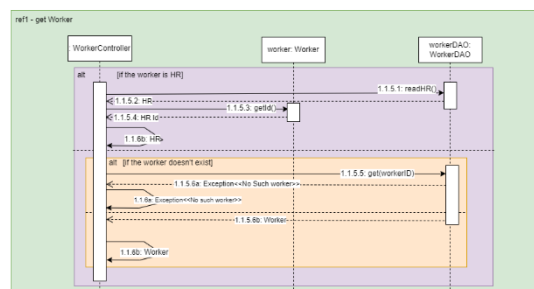 ref1 - get Worker
WorkerController
worker: Worker
workerDAO:
WorkerDAO
alt [if the worker is HR]
1.1.5.1: readHR()
1.1.5.2: HR
1.1.5.3: getId()
1.1.5.4: HR Id
1.1.6b: HR
alt [if the worker doesn't exist]
1.1.5.5: get(workerID)
1.1.5.6a: Exception<<No Such worker>>
1.1.6a: Exception<<No such worker>>
1.1.5.6b: Worker
1.1.6b: Worker